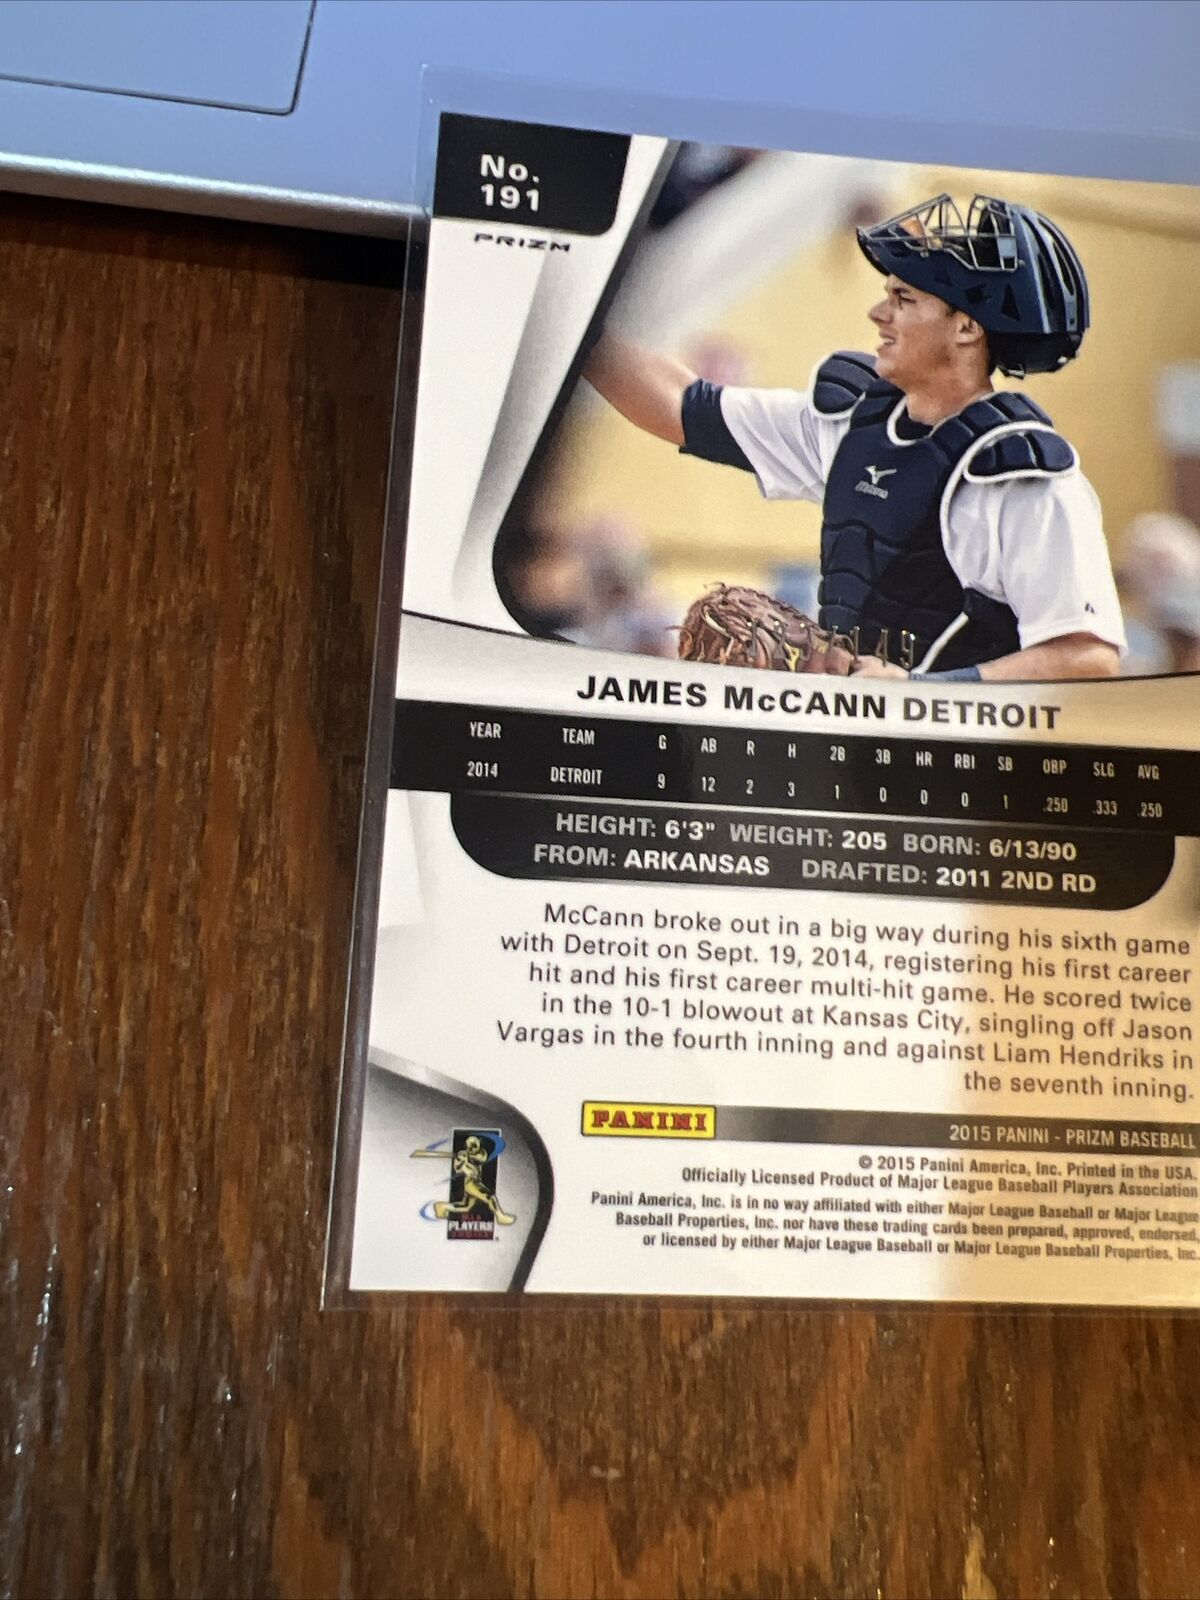 No.
191
PRIZM
Mizuno
JAMES McCANN DETROIT
YEAR TEAM G AB R H 2B 3B HR RBI SB OBP SLG AVG
2014 DETROIT 9 12 2 3 1 0 0 0 1 .250 .333 .250
HEIGHT: 6'3" WEIGHT: 205 BORN: 6/13/90
FROM: ARKANSAS DRAFTED: 2011 2ND RD
McCann broke out in a big way during his sixth game
with Detroit on Sept. 19, 2014, registering his first career
hit and his first career multi-hit game. He scored twice
in the 10-1 blowout at Kansas City, singling off Jason
Vargas in the fourth inning and against Liam Hendriks in
the seventh inning.
PANINI
2015 PANINI - PRIZM BASEBALL
© 2015 Panini America, Inc. Printed in the USA.
Officially Licensed Product of Major League Baseball Players Association
Panini America, Inc. is in no way affiliated with either Major League Baseball or Major League
Baseball Properties, Inc. nor have these trading cards been prepared, approved, endorsed,
or licensed by either Major League Baseball or Major League Baseball Properties, Inc.
PLAYERS